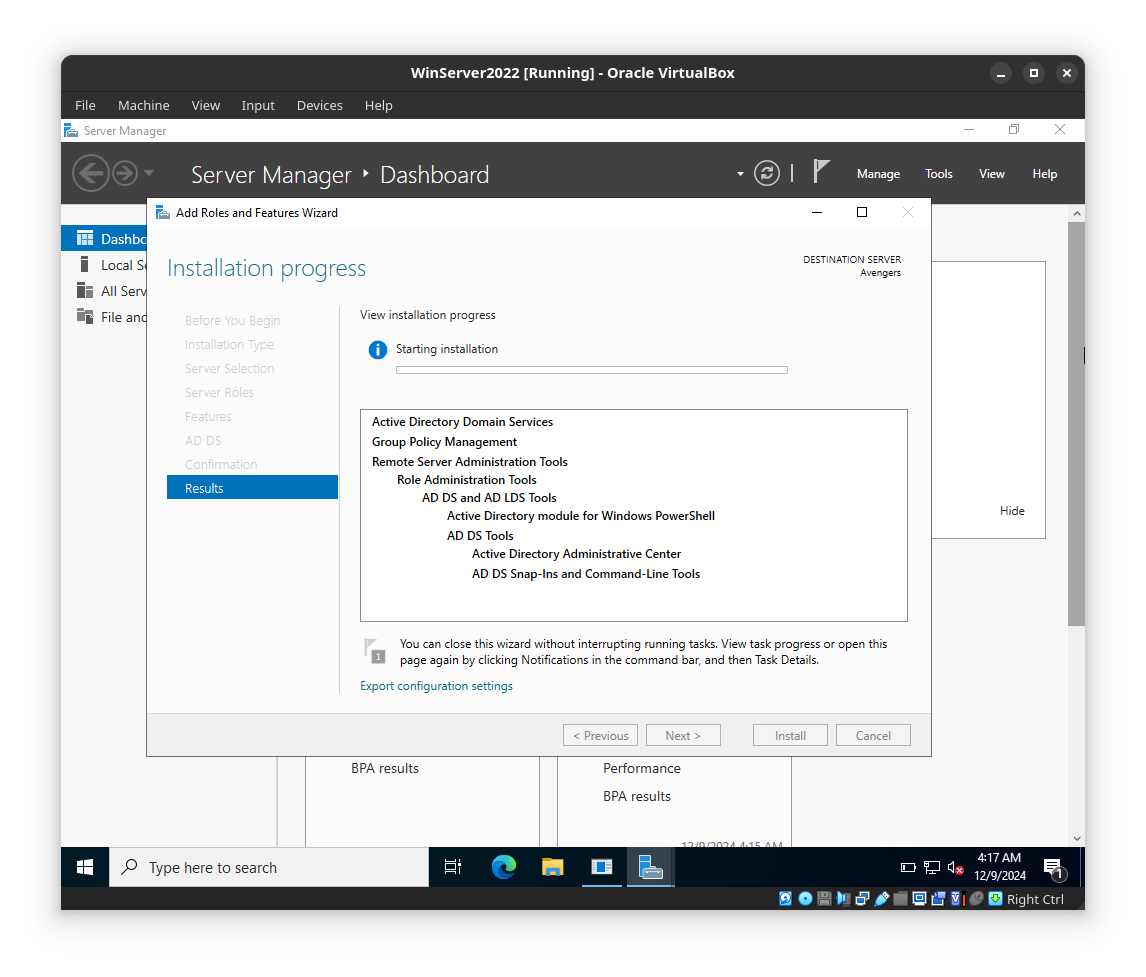 WinServer2022 [Running] - Oracle VirtualBox
File Machine View Input Devices Help
Server Manager
Server Manager ‣ Dashboard
Manage Tools View Help
Add Roles and Features Wizard
Dashbo
Local Se
All Serv
File and
Installation progress
DESTINATION SERVER
Avengers
Before You Begin
Installation Type
Server Selection
Server Roles
Features
AD DS
Confirmation
Results
View installation progress
Starting installation
Active Directory Domain Services
Group Policy Management
Remote Server Administration Tools
Role Administration Tools
AD DS and AD LDS Tools
Active Directory module for Windows PowerShell
AD DS Tools
Active Directory Administrative Center
AD DS Snap-Ins and Command-Line Tools
1
You can close this wizard without interrupting running tasks. View task progress or open this
page again by clicking Notifications in the command bar, and then Task Details.
Export configuration settings
< Previous Next > Install Cancel
Hide
BPA results
Performance
BPA results
12/9/2024 4:15 AM
Type here to search
4:17 AM
12/9/2024
1
Right Ctrl